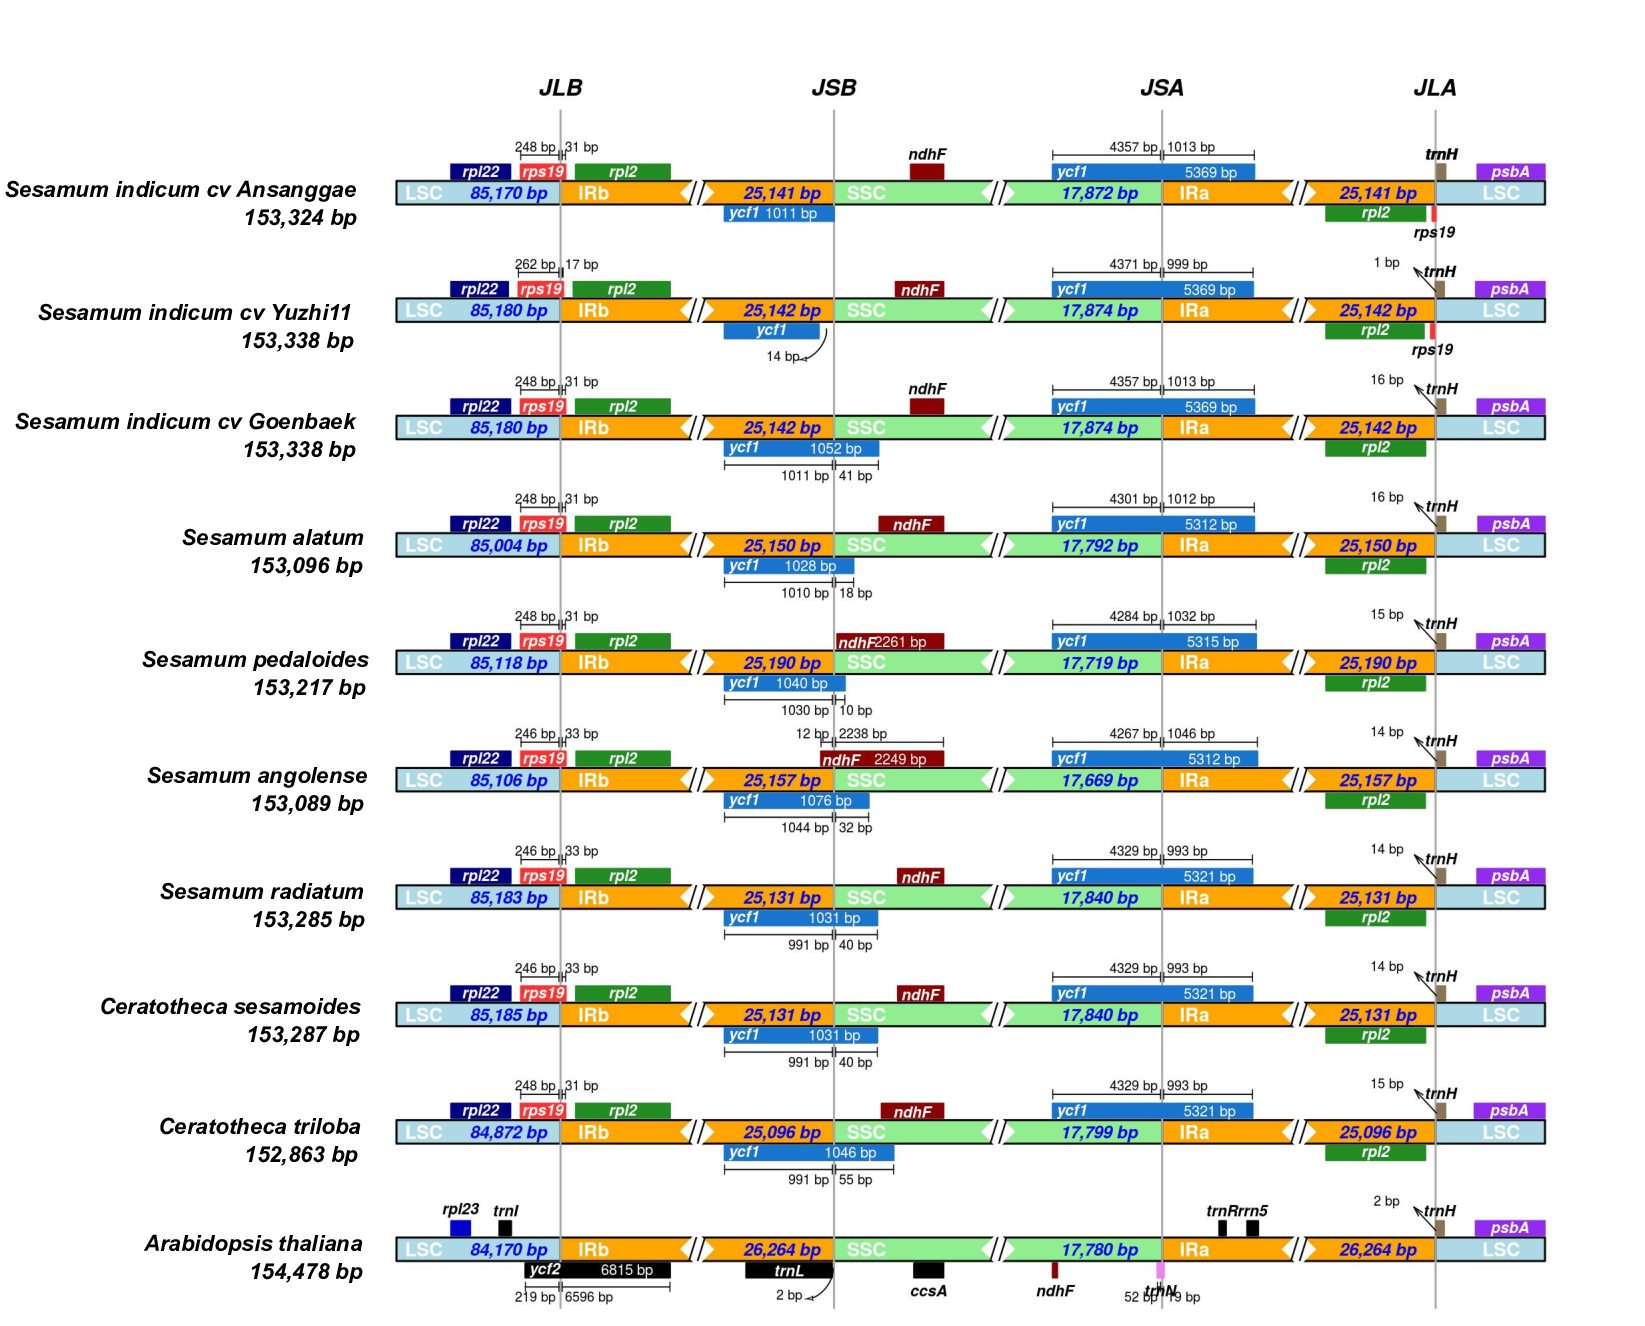 JLB JSB JSA JLA
248 bp 31 bp ndhF 4357 bp 1013 bp trnH
rpl22 rps19 rpl2 ycf1 5369 bp psbA
Sesamum indicum cv Ansanggae LSC 85,170 bp IRb 25,141 bp SSC 17,872 bp IRa 25,141 bp LSC
153,324 bp ycf1 1011 bp rpl2
rps19
262 bp 17 bp 4371 bp 999 bp 1 bp trnH
rpl22 rps19 rpl2 ndhF ycf1 5369 bp psbA
Sesamum indicum cv Yuzhi11 LSC 85,180 bp IRb 25,142 bp SSC 17,874 bp IRa 25,142 bp LSC
153,338 bp ycf1 rpl2
14 bp rps19
248 bp 31 bp ndhF 4357 bp 1013 bp 16 bp trnH
rpl22 rps19 rpl2 ycf1 5369 bp psbA
Sesamum indicum cv Goenbaek LSC 85,180 bp IRb 25,142 bp SSC 17,874 bp IRa 25,142 bp LSC
153,338 bp ycf1 1052 bp rpl2
1011 bp 41 bp
248 bp 31 bp 4301 bp 1012 bp 16 bp trnH
rpl22 rps19 rpl2 ndhF ycf1 5312 bp psbA
Sesamum alatum LSC 85,004 bp IRb 25,150 bp SSC 17,792 bp IRa 25,150 bp LSC
153,096 bp ycf1 1028 bp rpl2
1010 bp 18 bp
248 bp 31 bp 4284 bp 1032 bp 15 bp trnH
rpl22 rps19 rpl2 ndhF 2261 bp ycf1 5315 bp psbA
Sesamum pedaloides LSC 85,118 bp IRb 25,190 bp SSC 17,719 bp IRa 25,190 bp LSC
153,217 bp ycf1 1040 bp rpl2
1030 bp 10 bp
246 bp 33 bp 12 bp 2238 bp 4267 bp 1046 bp 14 bp trnH
rpl22 rps19 rpl2 ndhF 2249 bp ycf1 5312 bp psbA
Sesamum angolense LSC 85,106 bp IRb 25,157 bp SSC 17,669 bp IRa 25,157 bp LSC
153,089 bp ycf1 1076 bp rpl2
1044 bp 32 bp
246 bp 33 bp 4329 bp 993 bp 14 bp trnH
rpl22 rps19 rpl2 ndhF ycf1 5321 bp psbA
Sesamum radiatum LSC 85,183 bp IRb 25,131 bp SSC 17,840 bp IRa 25,131 bp LSC
153,285 bp ycf1 1031 bp rpl2
991 bp 40 bp
246 bp 33 bp 4329 bp 993 bp 14 bp trnH
rpl22 rps19 rpl2 ndhF ycf1 5321 bp psbA
Ceratotheca sesamoides LSC 85,185 bp IRb 25,131 bp SSC 17,840 bp IRa 25,131 bp LSC
153,287 bp ycf1 1031 bp rpl2
991 bp 40 bp
248 bp 31 bp 4329 bp 993 bp 15 bp trnH
rpl22 rps19 rpl2 ndhF ycf1 5321 bp psbA
Ceratotheca triloba LSC 84,872 bp IRb 25,096 bp SSC 17,799 bp IRa 25,096 bp LSC
152,863 bp ycf1 1046 bp rpl2
991 bp 55 bp
rpl23 trnI trnR rrn5 2 bp trnH
psbA
Arabidopsis thaliana LSC 84,170 bp IRb 26,264 bp SSC 17,780 bp IRa 26,264 bp LSC
154,478 bp ycf2 6815 bp trnL
219 bp 6596 bp 2 bp ccsA ndhF trnN 52 bp 19 bp